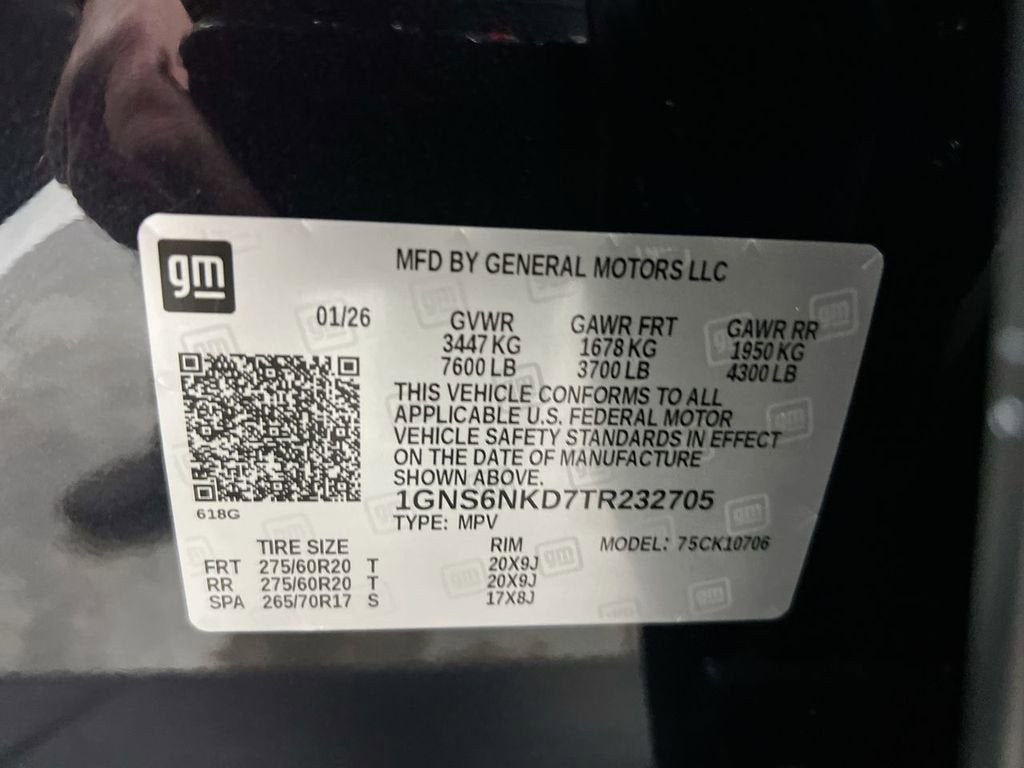 gm
MFD BY GENERAL MOTORS LLC
01/26
GVWR GAWR FRT GAWR RR
3447 KG 1678 KG 1950 KG
7600 LB 3700 LB 4300 LB
THIS VEHICLE CONFORMS TO ALL
APPLICABLE U.S. FEDERAL MOTOR
VEHICLE SAFETY STANDARDS IN EFFECT
ON THE DATE OF MANUFACTURE
SHOWN ABOVE.
1GNS6NKD7TR232705
618G
TYPE: MPV
TIRE SIZE RIM MODEL: 75CK10706
FRT 275/60R20 T 20X9J
RR 275/60R20 T 20X9J
SPA 265/70R17 S 17X8J